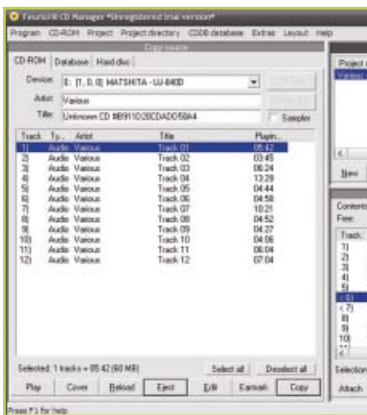 Feurio!® CD Manager *Unregistered trial version*
Program CD-ROM Project Project directory CDDB database Extras Layout Help
Copy source
CD-ROM Database Hard disc
Device: E: [1, 0, 0] MATSHITA - UJ-840D
Artist Various
Title: Sampler
Track Ty... Artist Title Playin...
1) Audio Various Track 01 05:42
2) Audio Various Track 02 03:45
3) Audio Various Track 03 06:24
4) Audio Various Track 04 13:29
5) Audio Various Track 05 04:44
6) Audio Various Track 06 04:58
7) Audio Various Track 07 10:21
8) Audio Various Track 08 04:52
9) Audio Various Track 09 04:27
10) Audio Various Track 10 04:06
11) Audio Various Track 11 06:04
12) Audio Various Track 12 07:04
Selected: 1 tracks = 05:42 (60 MB) Select all Deselect all
Play Cover Reload Eject Edit Earmark Copy
Press F1 for help
Project
Various
New
Contents
Free:
Track
1)
2)
3)
4)
5)
< 6)
< 7)
8)
9)
10)
Selection
Attach